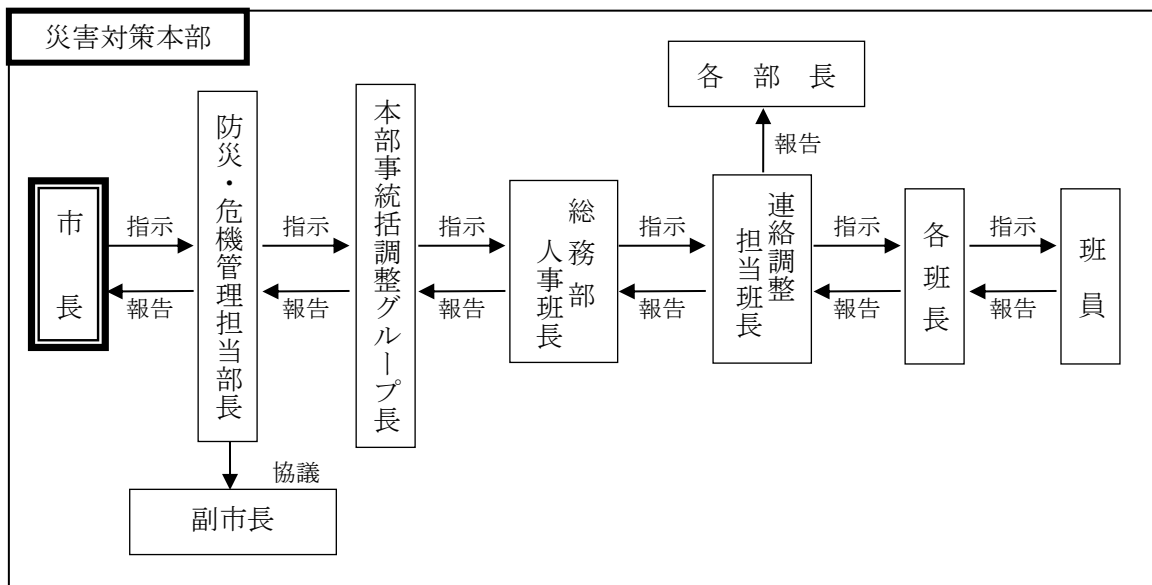 災害対策本部
各部長
報告
市長
指示
報告
防災・危機管理担当部長
指示
報告
本部事統括調整グループ長
指示
報告
総務部
人事班長
指示
報告
連絡調整
担当班長
指示
報告
各班長
指示
報告
班員
協議
副市長